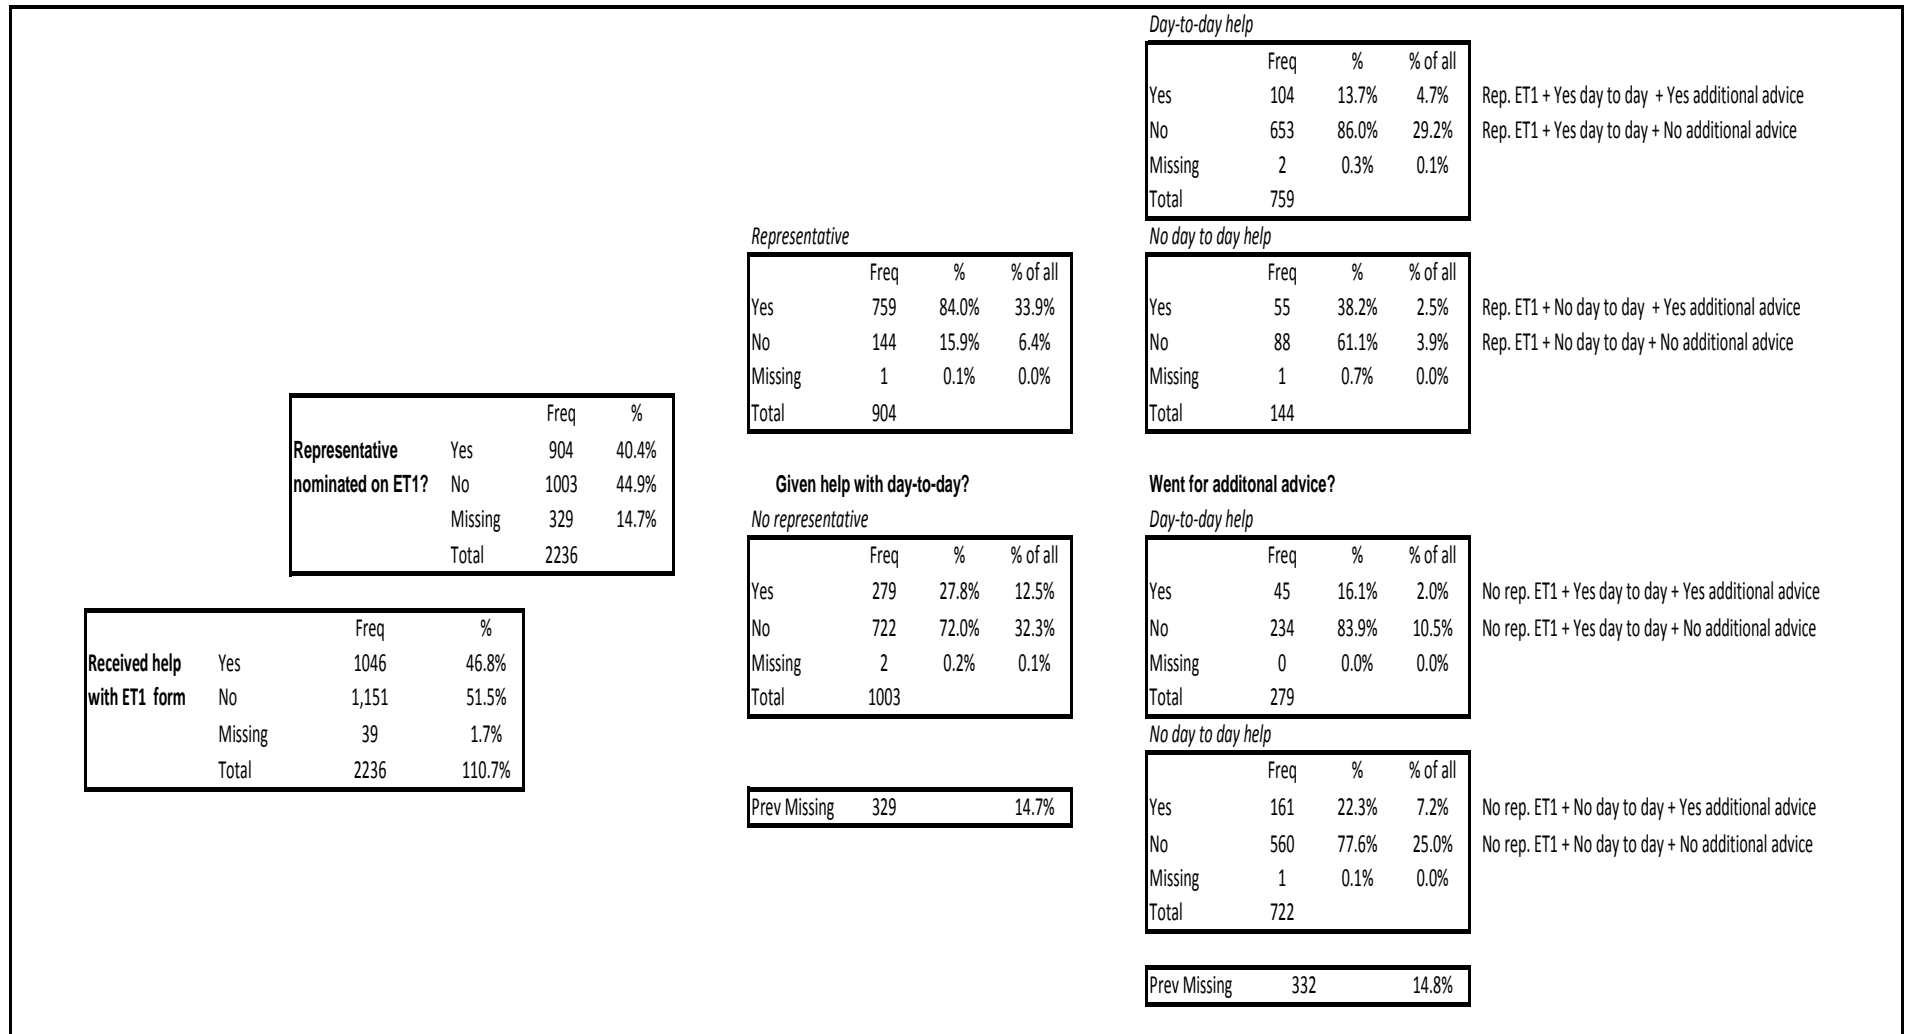 Day-to-day help
Freq % % of all
Yes 104 13.7% 4.7% Rep. ET1 + Yes day to day + Yes additional advice
No 653 86.0% 29.2% Rep. ET1 + Yes day to day + No additional advice
Missing 2 0.3% 0.1%
Total 759
Representative
Freq % % of all
Yes 759 84.0% 33.9%
No 144 15.9% 6.4%
Missing 1 0.1% 0.0%
Total 904
No day to day help
Freq % % of all
Yes 55 38.2% 2.5% Rep. ET1 + No day to day + Yes additional advice
No 88 61.1% 3.9% Rep. ET1 + No day to day + No additional advice
Missing 1 0.7% 0.0%
Total 144
Freq %
Representative Yes 904 40.4%
nominated on ET1? No 1003 44.9%
Missing 329 14.7%
Total 2236
Given help with day-to-day?
No representative
Freq % % of all
Yes 279 27.8% 12.5%
No 722 72.0% 32.3%
Missing 2 0.2% 0.1%
Total 1003
Went for additonal advice?
Day-to-day help
Freq % % of all
Yes 45 16.1% 2.0% No rep. ET1 + Yes day to day + Yes additional advice
No 234 83.9% 10.5% No rep. ET1 + Yes day to day + No additional advice
Missing 0 0.0% 0.0%
Total 279
Freq %
Received help Yes 1046 46.8%
with ET1 form No 1,151 51.5%
Missing 39 1.7%
Total 2236 110.7%
Prev Missing 329 14.7%
No day to day help
Freq % % of all
Yes 161 22.3% 7.2% No rep. ET1 + No day to day + Yes additional advice
No 560 77.6% 25.0% No rep. ET1 + No day to day + No additional advice
Missing 1 0.1% 0.0%
Total 722
Prev Missing 332 14.8%